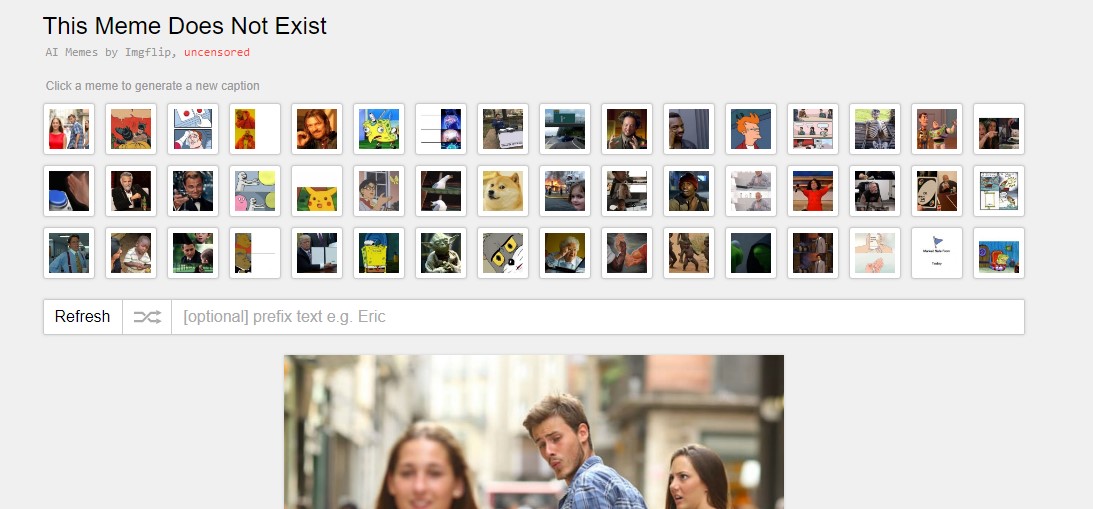 This Meme Does Not Exist
AI Memes by Imgflip, uncensored
Click a meme to generate a new caption
Refresh
[optional] prefix text e.g. Eric